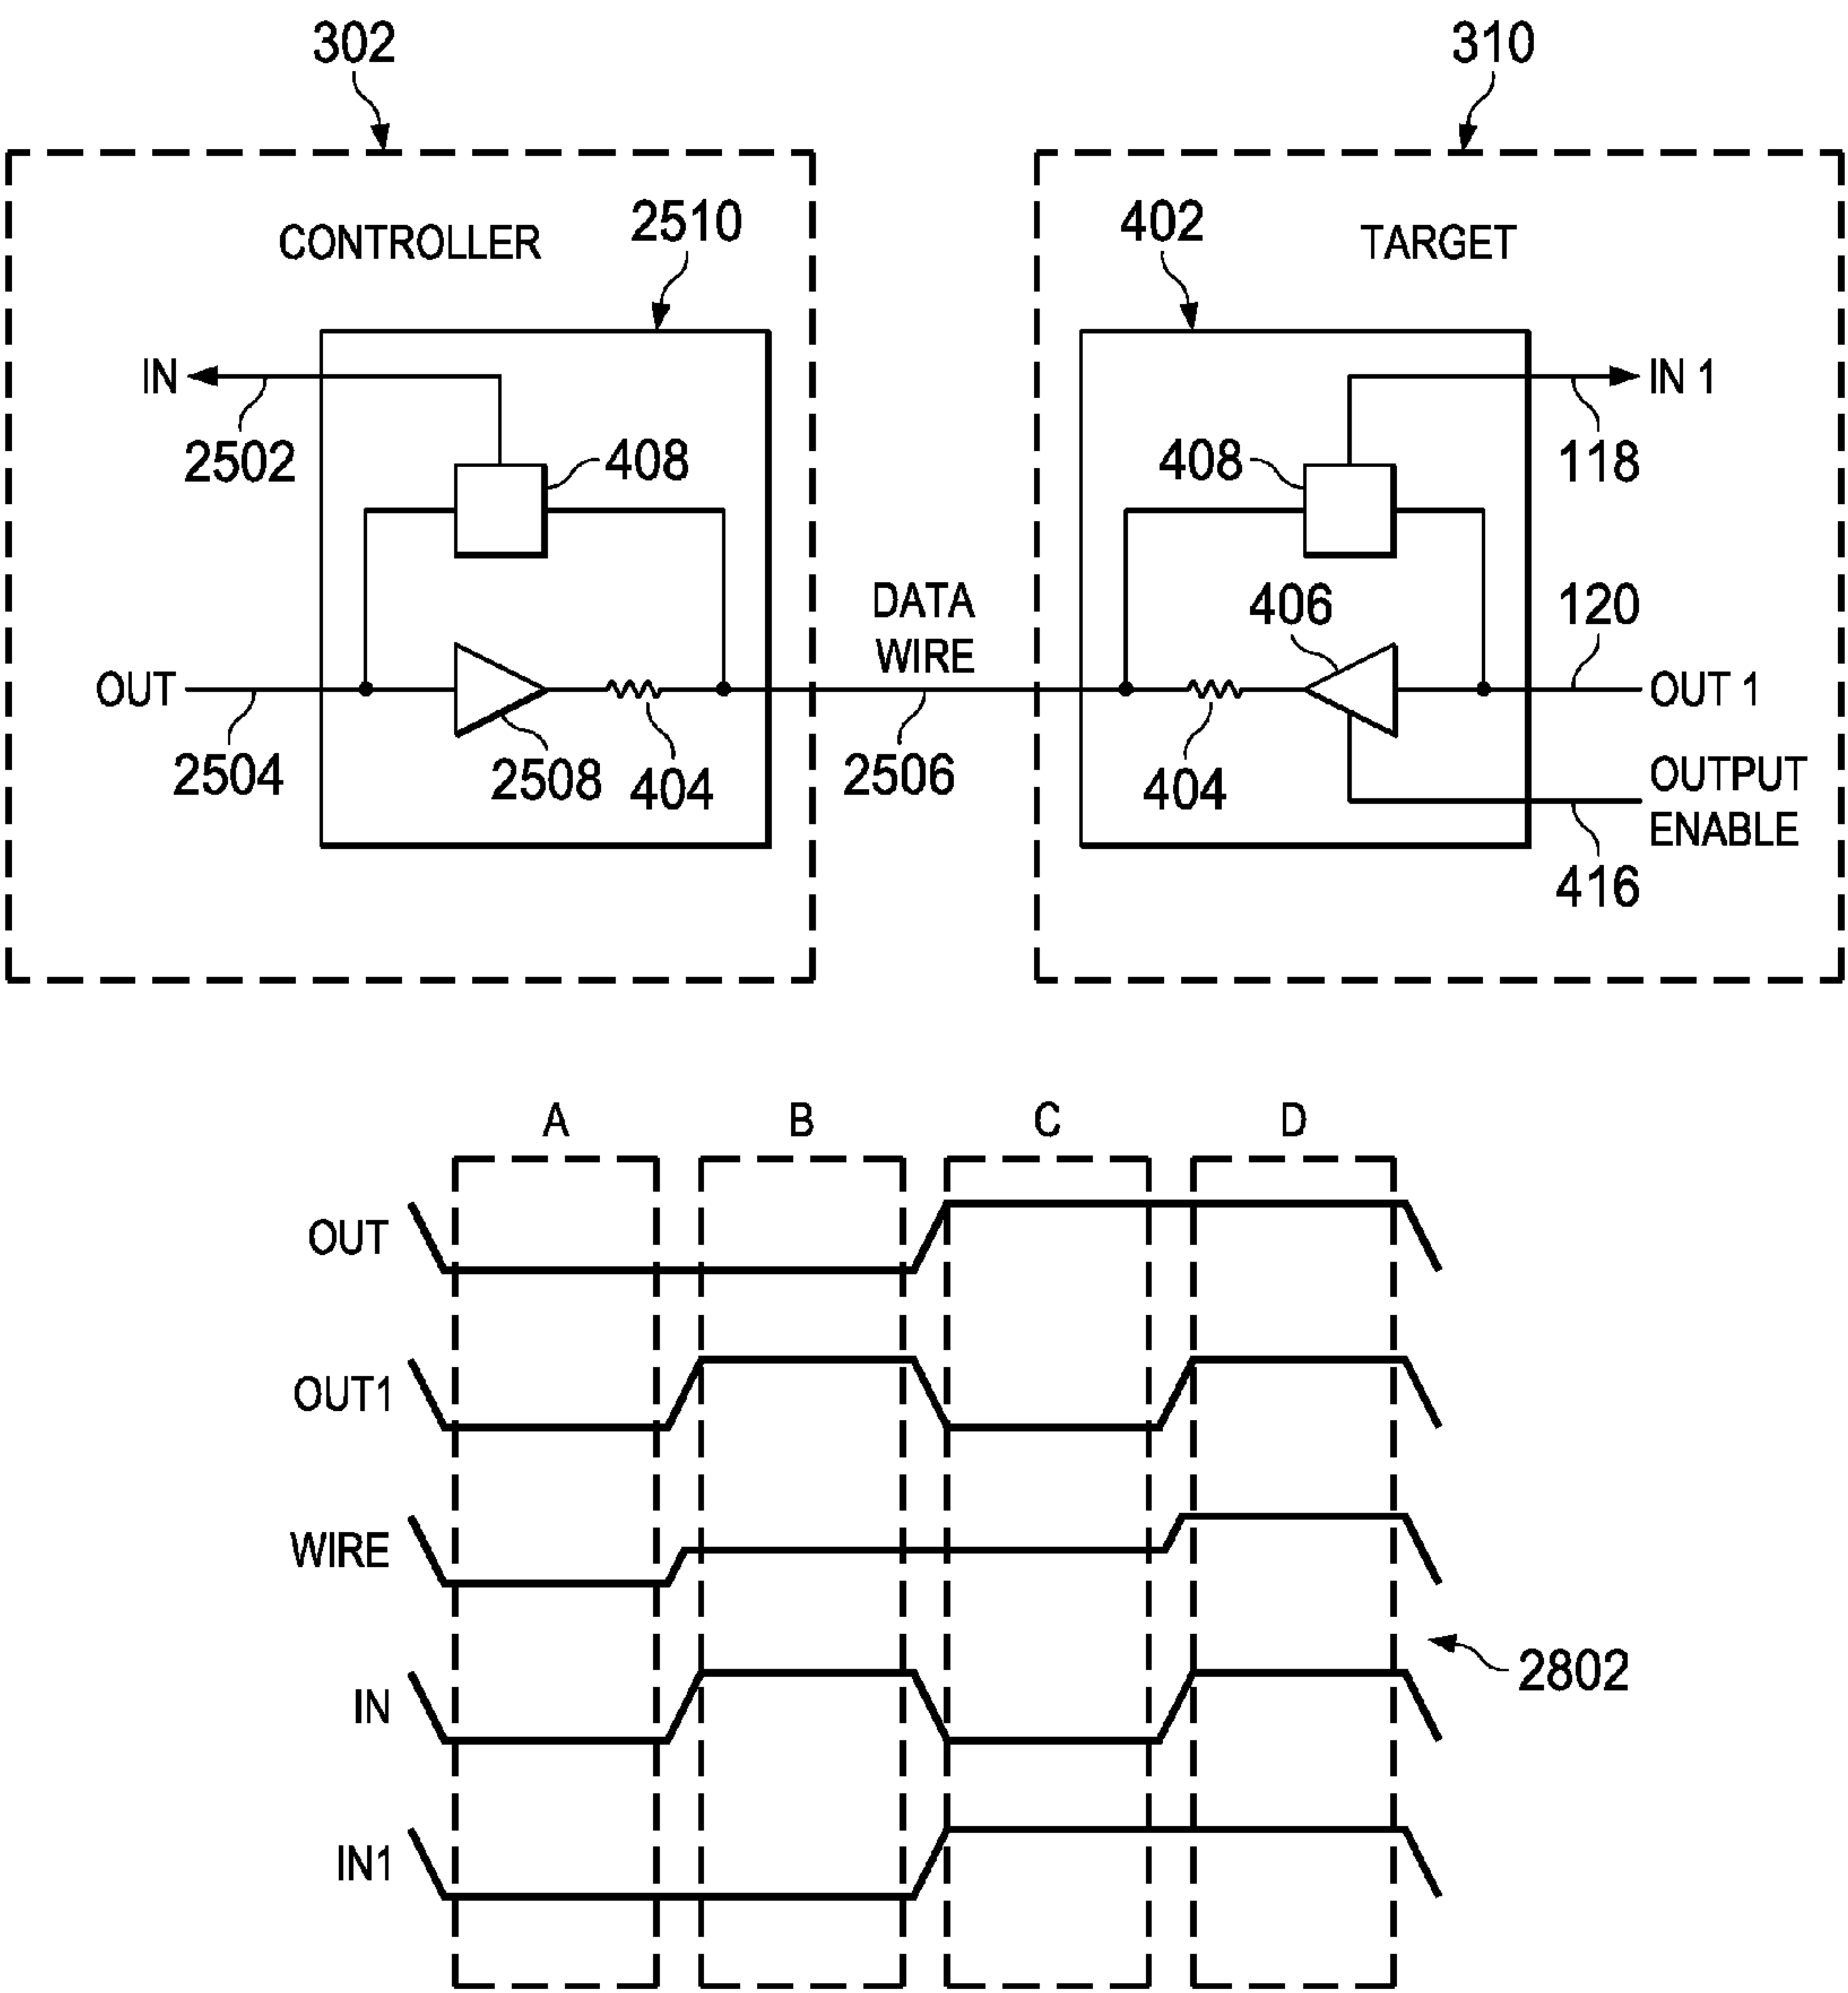 302
310
CONTROLLER
2510
402
TARGET
IN
2502
408
408
IN 1
118
DATA
WIRE
406
120
OUT
2504
2508
404
2506
404
OUT 1
OUTPUT
ENABLE
416
A
B
C
D
OUT
OUT1
WIRE
IN
2802
IN1